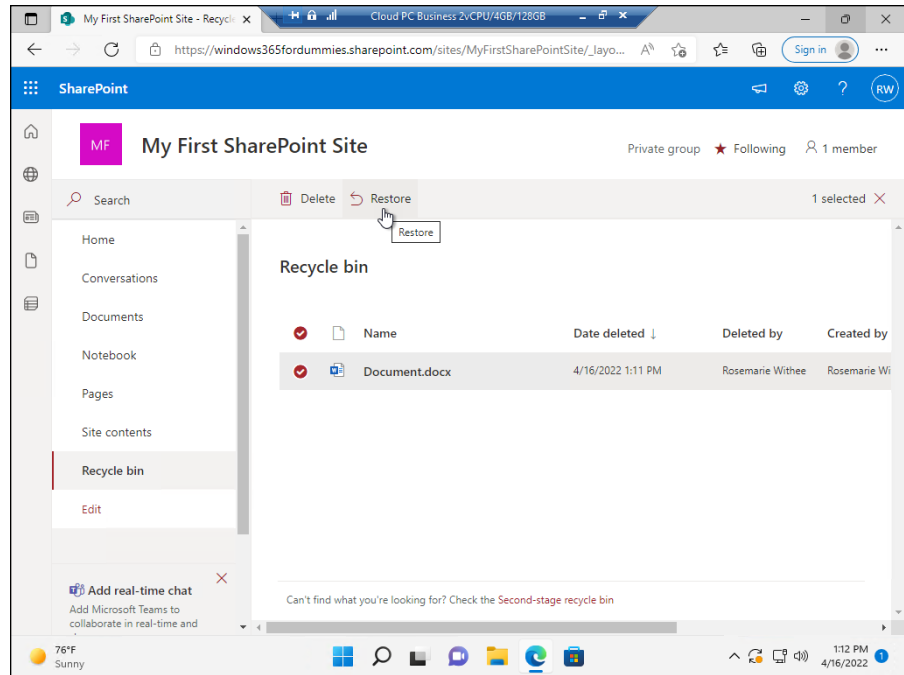 My First SharePoint Site - Recycle
Cloud PC Business 2vCPU/4GB/128GB
https://windows365fordummies.sharepoint.com/sites/MyFirstSharePointSite/_layo...
Sign in
SharePoint
RW
MF
My First SharePoint Site
Private group
Following
1 member
Search
Delete
Restore
1 selected
Restore
Home
Conversations
Documents
Notebook
Pages
Site contents
Recycle bin
Edit
Recycle bin
Name Date deleted ↓ Deleted by Created by
Document.docx 4/16/2022 1:11 PM Rosemarie Withee Rosemarie Wi
Add real-time chat
Add Microsoft Teams to
collaborate in real-time and
Can't find what you're looking for? Check the Second-stage recycle bin
76°F
Sunny
1:12 PM
4/16/2022
1